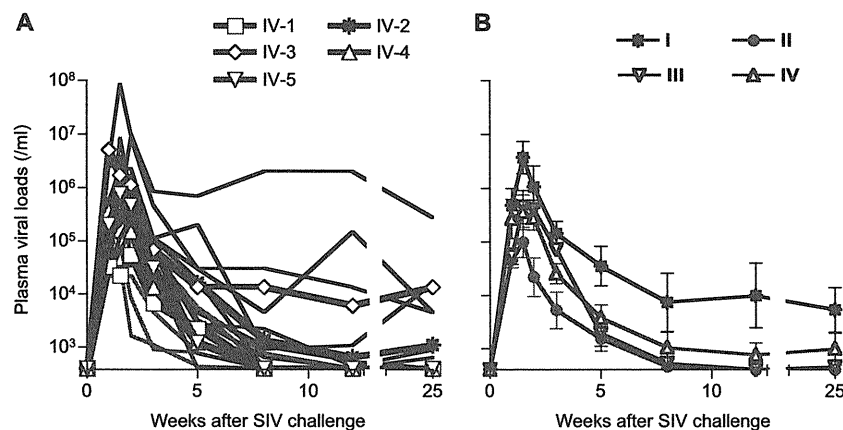 A
IV-1 IV-2
IV-3 IV-4
IV-5
Plasma viral loads (/ml)
10⁸
10⁷
10⁶
10⁵
10⁴
10³
0 5 10 25
Weeks after SIV challenge
B
I II
III IV
0 5 10 25
Weeks after SIV challenge